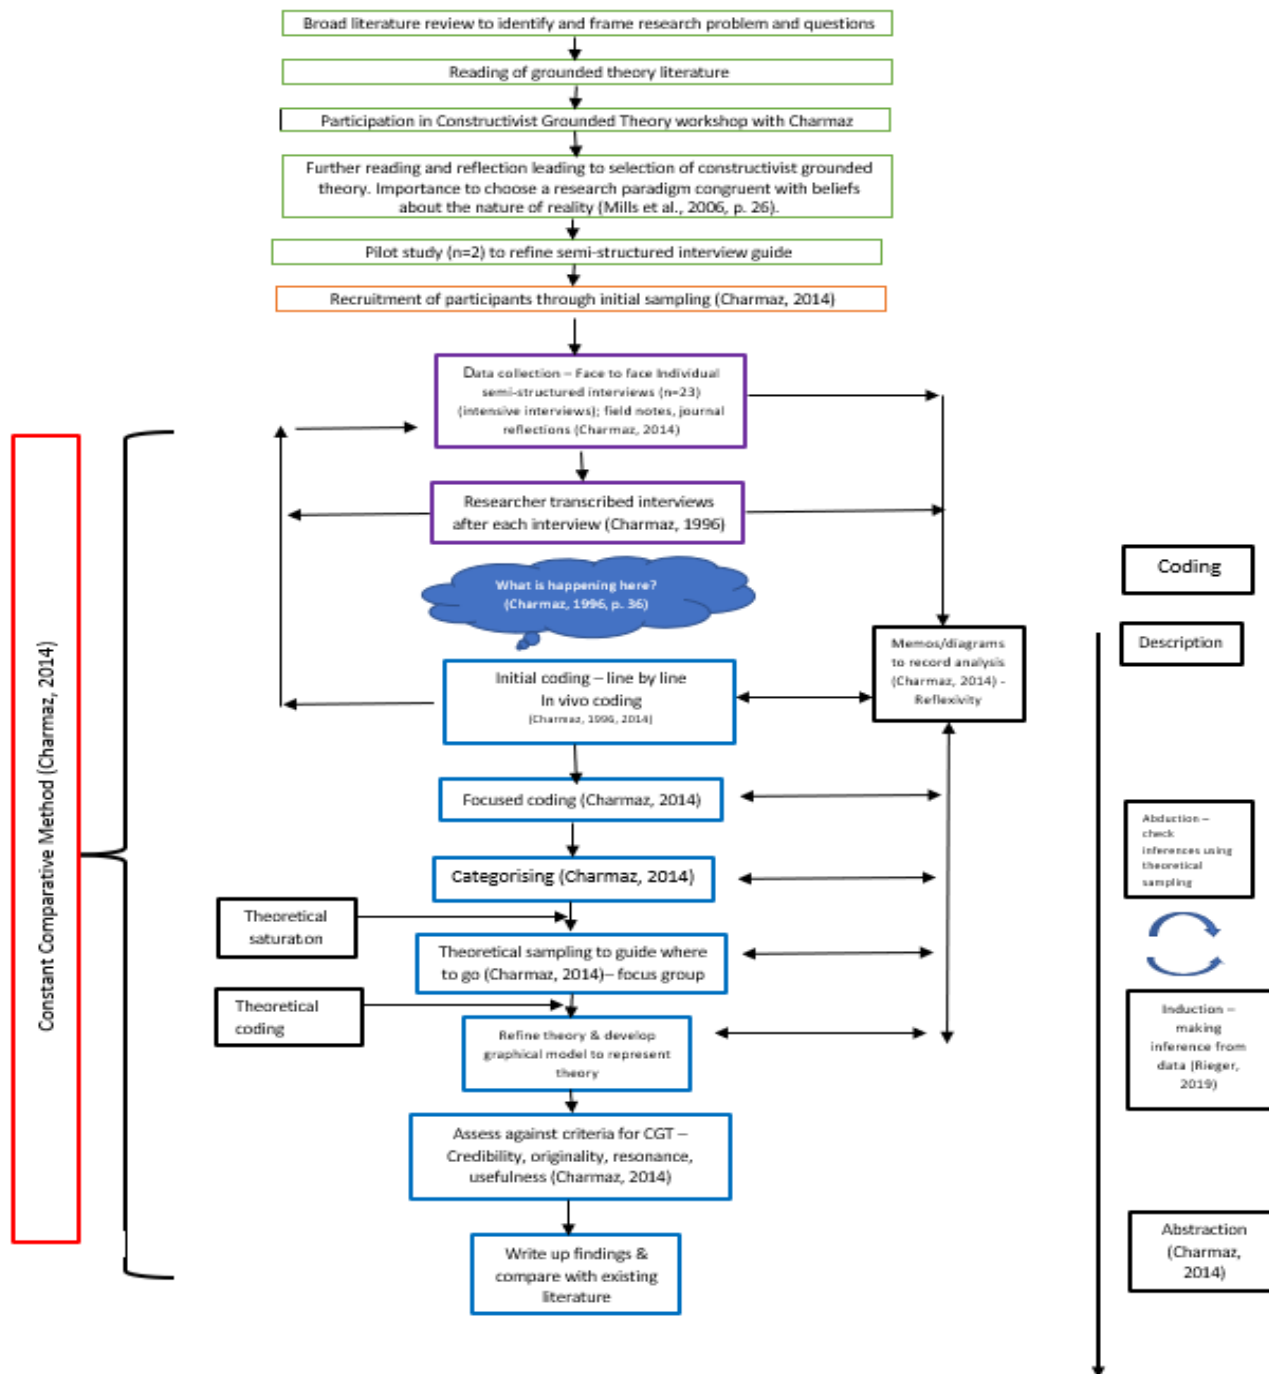 Broad literature review to identify and frame research problem and questions
Reading of grounded theory literature
Participation in Constructivist Grounded Theory workshop with Charmaz
Further reading and reflection leading to selection of constructivist grounded
theory. Importance to choose a research paradigm congruent with beliefs
about the nature of reality (Mills et al., 2006, p. 26).
Pilot study (n=2) to refine semi-structured interview guide
Recruitment of participants through initial sampling (Charmaz, 2014)
Data collection – Face to face Individual
semi-structured interviews (n=23)
(intensive interviews); field notes, journal
reflections (Charmaz, 2014)
Researcher transcribed interviews
after each interview (Charmaz, 1996)
What is happening here?
(Charmaz, 1996, p. 36)
Initial coding – line by line
In vivo coding
(Charmaz, 1996, 2014)
Focused coding (Charmaz, 2014)
Categorising (Charmaz, 2014)
Theoretical
saturation
Theoretical sampling to guide where
to go (Charmaz, 2014)– focus group
Theoretical
coding
Refine theory & develop
graphical model to represent
theory
Assess against criteria for CGT –
Credibility, originality, resonance,
usefulness (Charmaz, 2014)
Write up findings &
compare with existing
literature
Constant Comparative Method (Charmaz, 2014)
Memos/diagrams
to record analysis
(Charmaz, 2014) -
Reflexivity
Coding
Description
Abduction –
check
inferences using
theoretical
sampling
Induction –
making
inference from
data (Rieger,
2019)
Abstraction
(Charmaz,
2014)